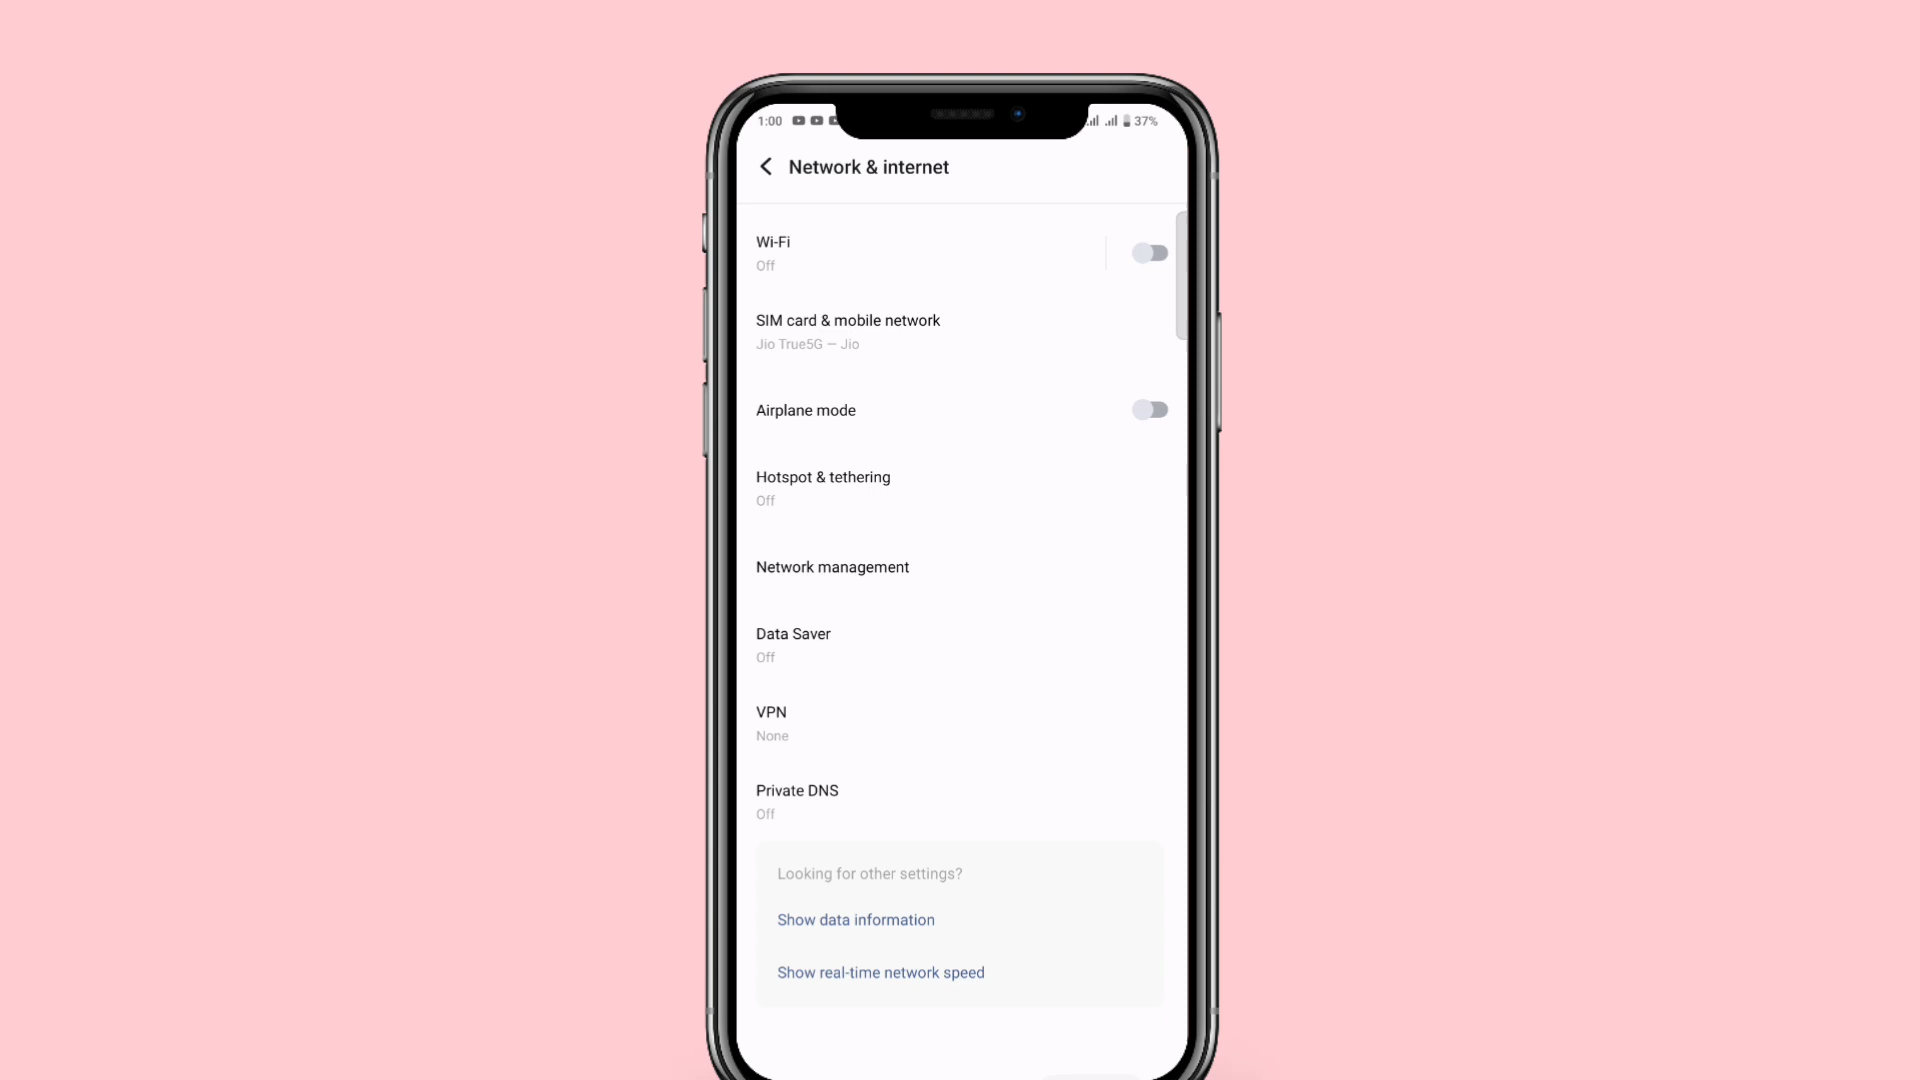 1:00 37%
Network & internet
Wi-Fi
Off
SIM card & mobile network
Jio True5G — Jio
Airplane mode
Hotspot & tethering
Off
Network management
Data Saver
Off
VPN
None
Private DNS
Off
Looking for other settings?
Show data information
Show real-time network speed